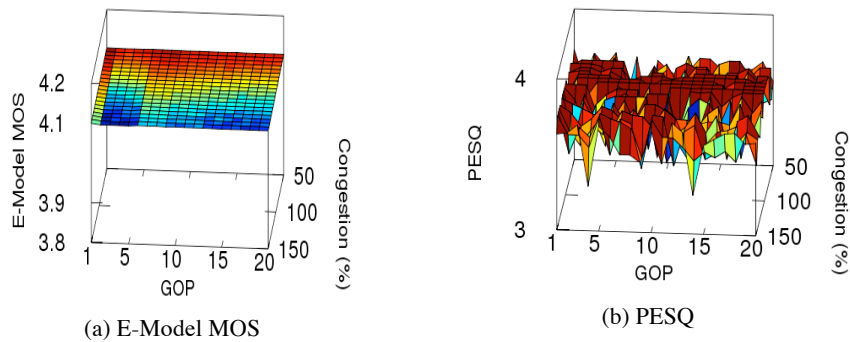 4.2
4.1
3.9
3.8
E-Model MOS
1 5 10 15 20
GOP
50
100
150
Congestion (%)
(a) E-Model MOS
4
3
PESQ
1 5 10 15 20
GOP
50
100
150
Congestion (%)
(b) PESQ